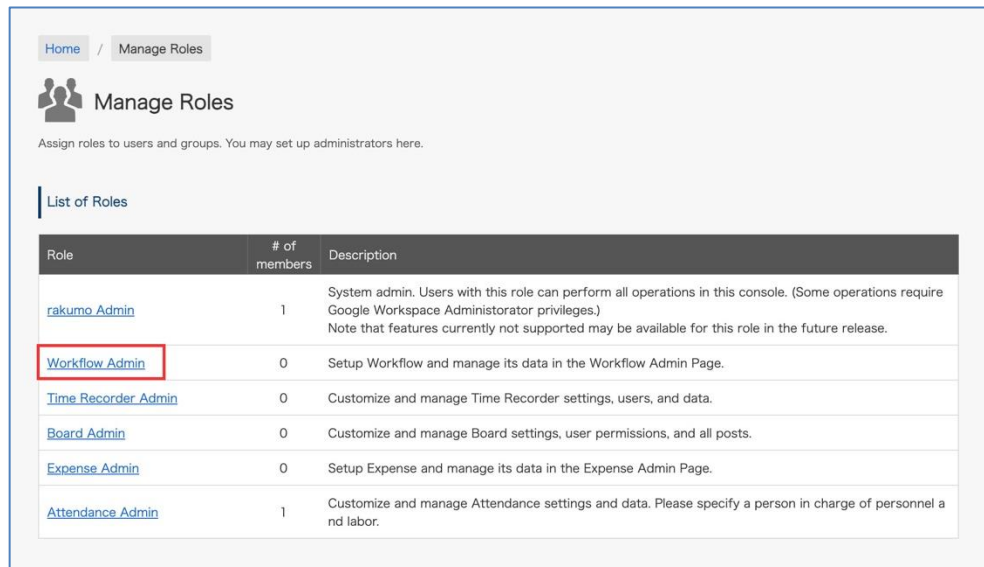 Home / Manage Roles
Manage Roles
Assign roles to users and groups. You may set up administrators here.
List of Roles
Role # of members Description
rakumo Admin 1 System admin. Users with this role can perform all operations in this console. (Some operations require
Google Workspace Administorator privileges.)
Note that features currently not supported may be available for this role in the future release.
Workflow Admin 0 Setup Workflow and manage its data in the Workflow Admin Page.
Time Recorder Admin 0 Customize and manage Time Recorder settings, users, and data.
Board Admin 0 Customize and manage Board settings, user permissions, and all posts.
Expense Admin 0 Setup Expense and manage its data in the Expense Admin Page.
Attendance Admin 1 Customize and manage Attendance settings and data. Please specify a person in charge of personnel a
nd labor.